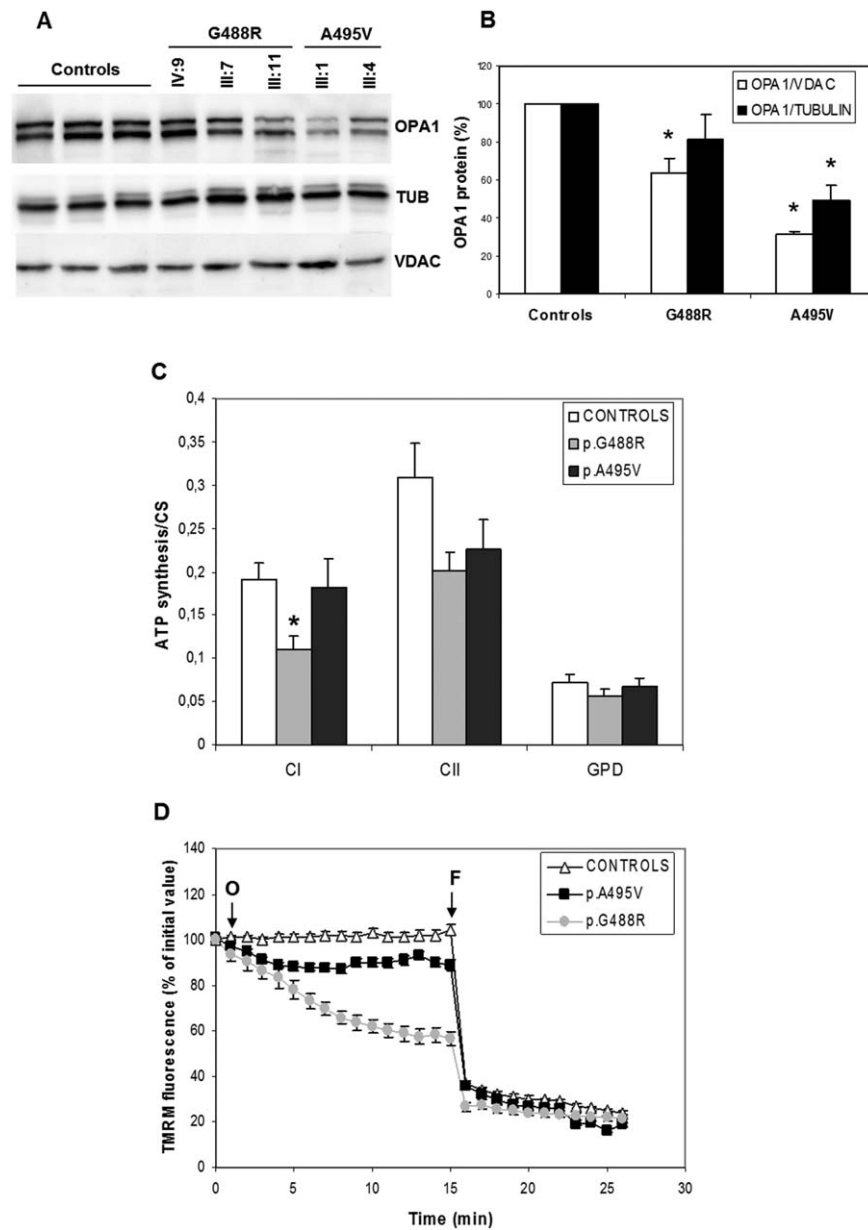 A
G488R
A495V
Controls
IV:9
III:7
III:11
III:1
III:4
OPA1
TUB
VDAC
B
OPA1 protein (%)
120
100
80
60
40
20
0
OPA1/VDAC
OPA1/TUBULIN
*
*
*
Controls
G488R
A495V
C
ATP synthesis/CS
0,4
0,35
0,3
0,25
0,2
0,15
0,1
0,05
0
CONTROLS
p.G488R
p.A495V
*
CI
CII
GPD
D
TMRM fluorescence (% of initial value)
140
120
100
80
60
40
20
0
O
F
CONTROLS
p.A495V
p.G488R
0
5
10
15
20
25
30
Time (min)